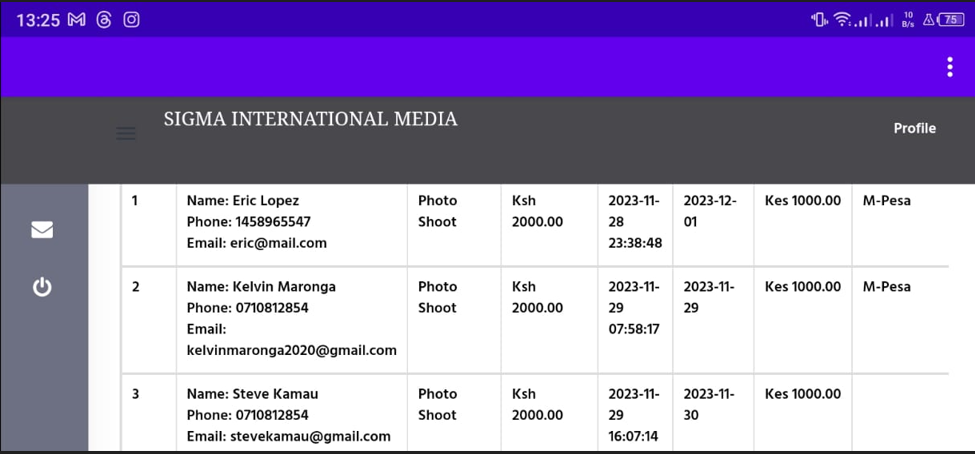 13:25
10
B/s
75
SIGMA INTERNATIONAL MEDIA
Profile
1
Name: Eric Lopez
Phone: 1458965547
Email: eric@mail.com
Photo
Shoot
Ksh
2000.00
2023-11-
28
23:38:48
2023-12-
01
Kes 1000.00
M-Pesa
2
Name: Kelvin Maronga
Phone: 0710812854
Email:
kelvinmaronga2020@gmail.com
Photo
Shoot
Ksh
2000.00
2023-11-
29
07:58:17
2023-11-
29
Kes 1000.00
M-Pesa
3
Name: Steve Kamau
Phone: 0710812854
Email: stevekamau@gmail.com
Photo
Shoot
Ksh
2000.00
2023-11-
29
16:07:14
2023-11-
30
Kes 1000.00